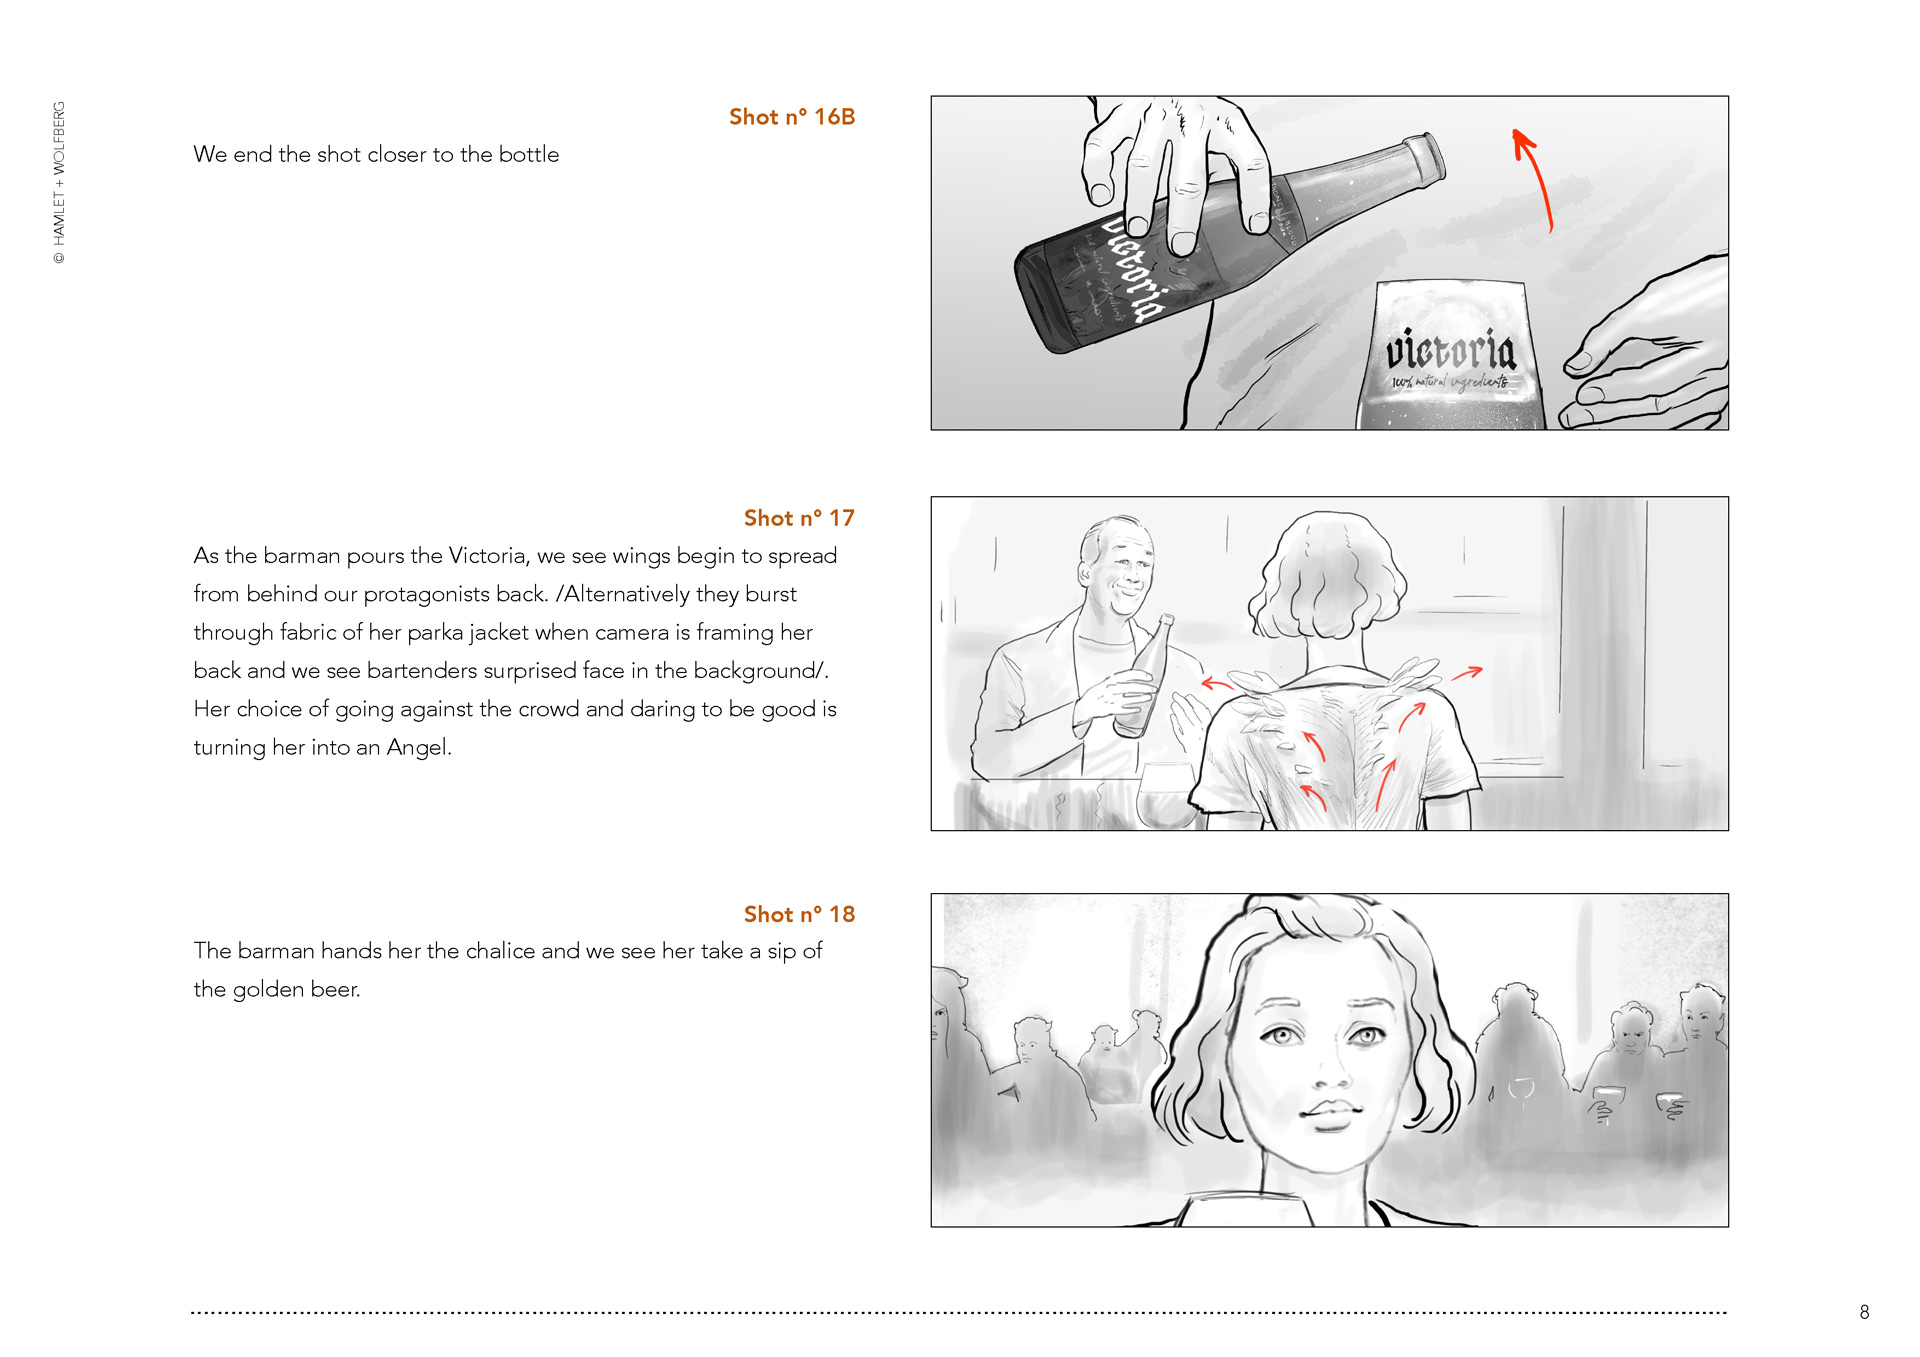 © HAMLET + WOLFBERG
Shot n° 16B
We end the shot closer to the bottle
victoria
victoria
100% natural ingredients
Shot n° 17
As the barman pours the Victoria, we see wings begin to spread
from behind our protagonists back. /Alternatively they burst
through fabric of her parka jacket when camera is framing her
back and we see bartenders surprised face in the background/.
Her choice of going against the crowd and daring to be good is
turning her into an Angel.
Shot n° 18
The barman hands her the chalice and we see her take a sip of
the golden beer.
8